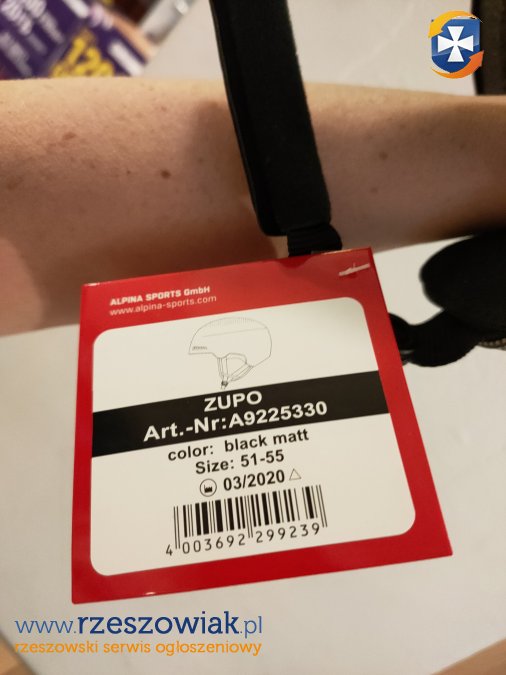 ALPINA SPORTS GmbH
www.alpina-sports.com
ZUPO
Art.-Nr:A9225330
color: black matt
Size: 51-55
03/2020
4 003692 299239
www.rzeszowiak.pl
rzeszowski serwis ogłoszeniowy